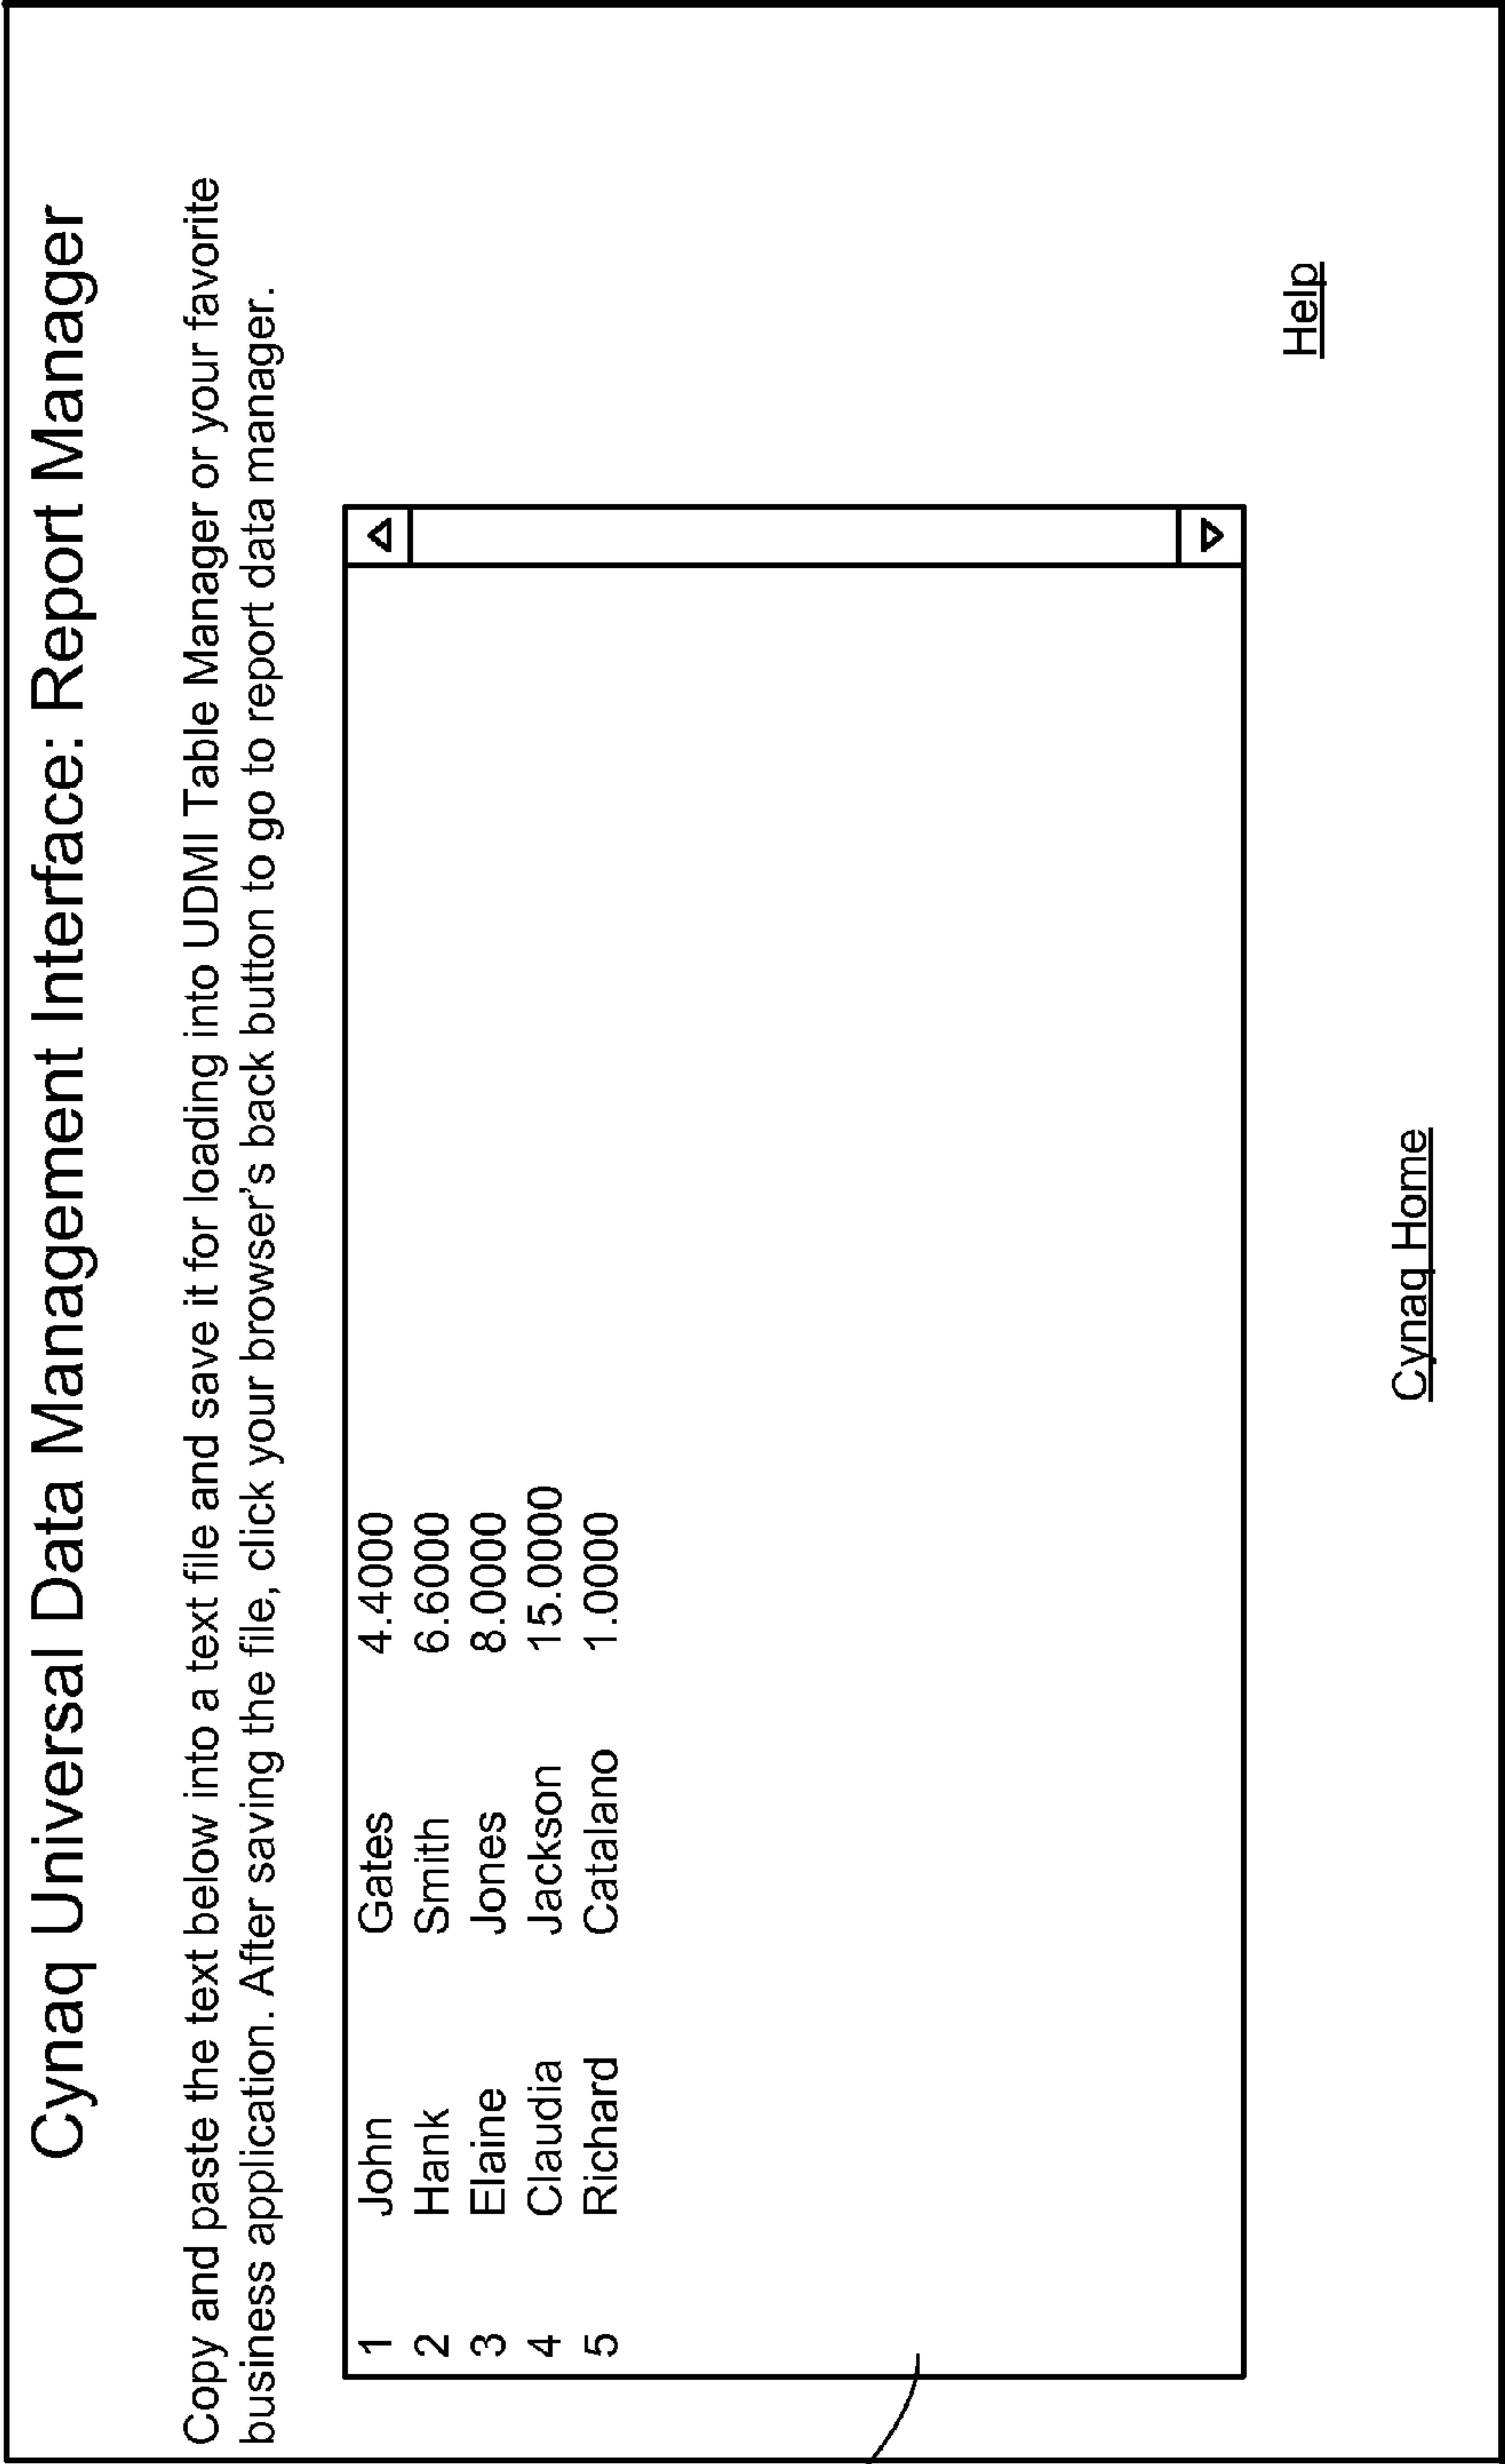 Cynaq Universal Data Management Interface: Report Manager
Copy and paste the text below into a text file and save it for loading into UDMI Table Manager or your favorite
business application. After saving the file, click your browser's back button to go to report data manager.
1 John Gates 4.4000
2 Hank Smith 6.6000
3 Elaine Jones 8.0000
4 Claudia Jackson 15.0000
5 Richard Catalano 1.0000
Help
Cynaq Home